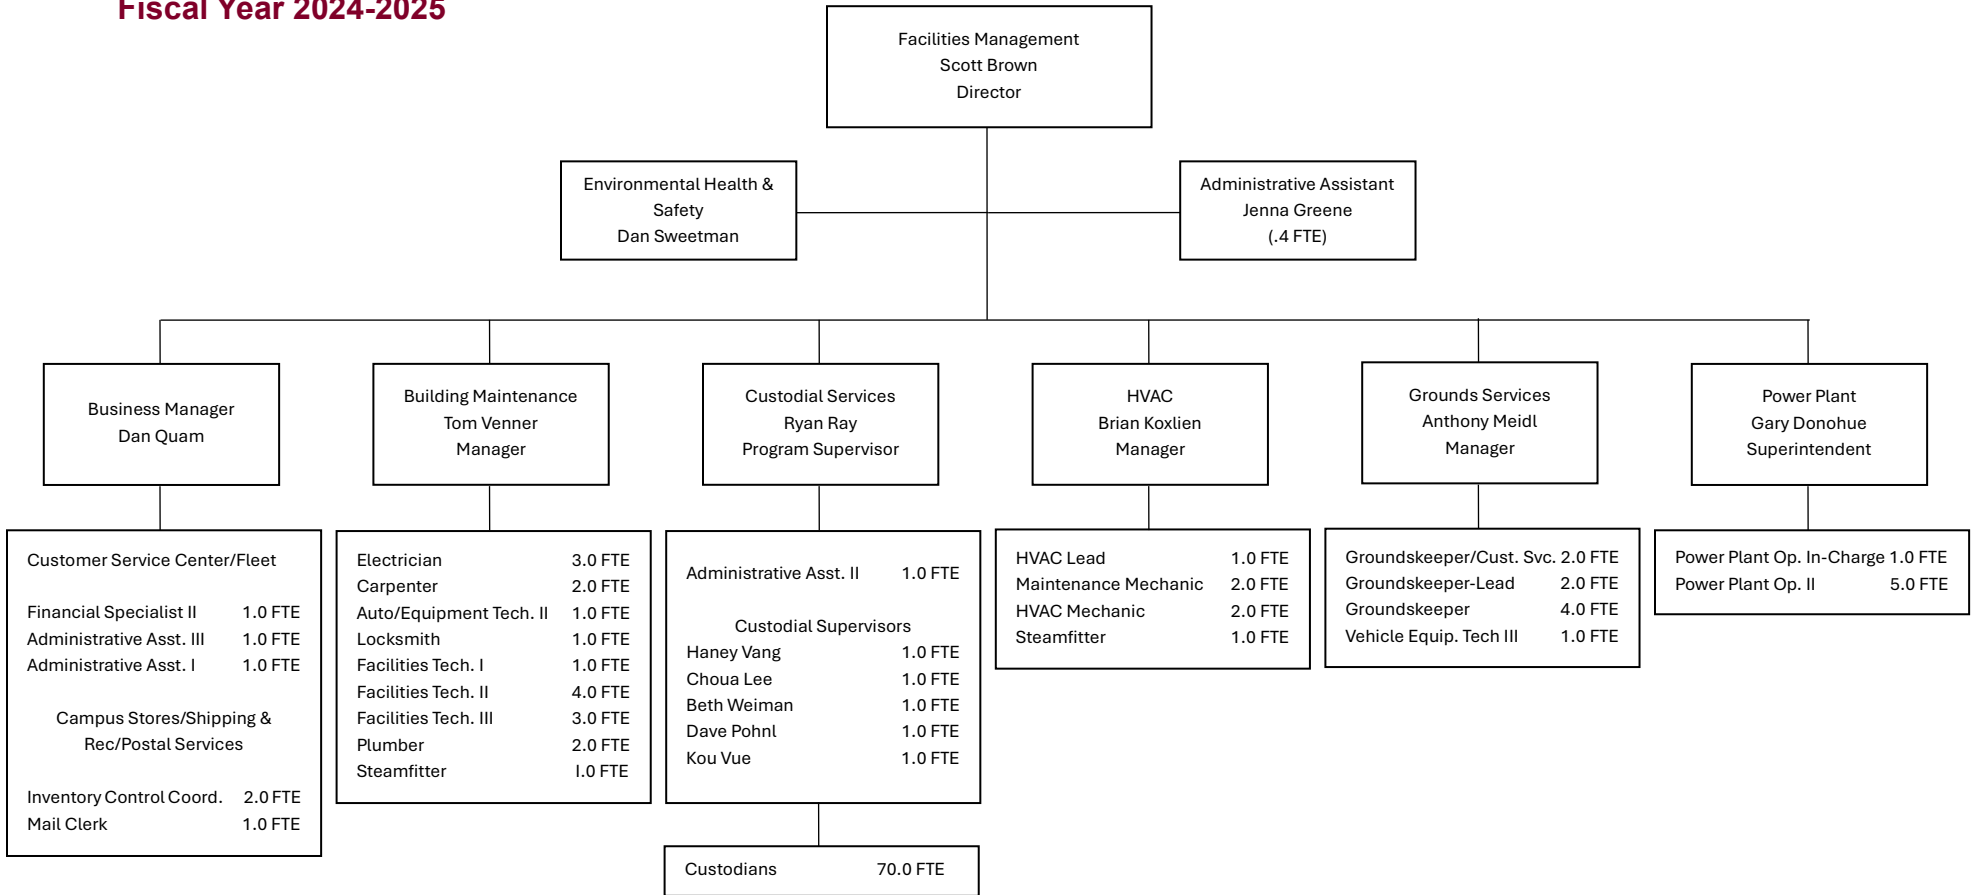 Fiscal Year 2024-2025
Facilities Management
Scott Brown
Director
Environmental Health &
Safety
Dan Sweetman
Administrative Assistant
Jenna Greene
(.4 FTE)
Business Manager
Dan Quam
Building Maintenance
Tom Venner
Manager
Custodial Services
Ryan Ray
Program Supervisor
HVAC
Brian Koxlien
Manager
Grounds Services
Anthony Meidl
Manager
Power Plant
Gary Donohue
Superintendent
Customer Service Center/Fleet
Financial Specialist II 1.0 FTE
Administrative Asst. III 1.0 FTE
Administrative Asst. I 1.0 FTE
Campus Stores/Shipping &
Rec/Postal Services
Inventory Control Coord. 2.0 FTE
Mail Clerk 1.0 FTE
Electrician 3.0 FTE
Carpenter 2.0 FTE
Auto/Equipment Tech. II 1.0 FTE
Locksmith 1.0 FTE
Facilities Tech. I 1.0 FTE
Facilities Tech. II 4.0 FTE
Facilities Tech. III 3.0 FTE
Plumber 2.0 FTE
Steamfitter I.0 FTE
Administrative Asst. II 1.0 FTE
Custodial Supervisors
Haney Vang 1.0 FTE
Choua Lee 1.0 FTE
Beth Weiman 1.0 FTE
Dave Pohnl 1.0 FTE
Kou Vue 1.0 FTE
Custodians 70.0 FTE
HVAC Lead 1.0 FTE
Maintenance Mechanic 2.0 FTE
HVAC Mechanic 2.0 FTE
Steamfitter 1.0 FTE
Groundskeeper/Cust. Svc. 2.0 FTE
Groundskeeper-Lead 2.0 FTE
Groundskeeper 4.0 FTE
Vehicle Equip. Tech III 1.0 FTE
Power Plant Op. In-Charge 1.0 FTE
Power Plant Op. II 5.0 FTE